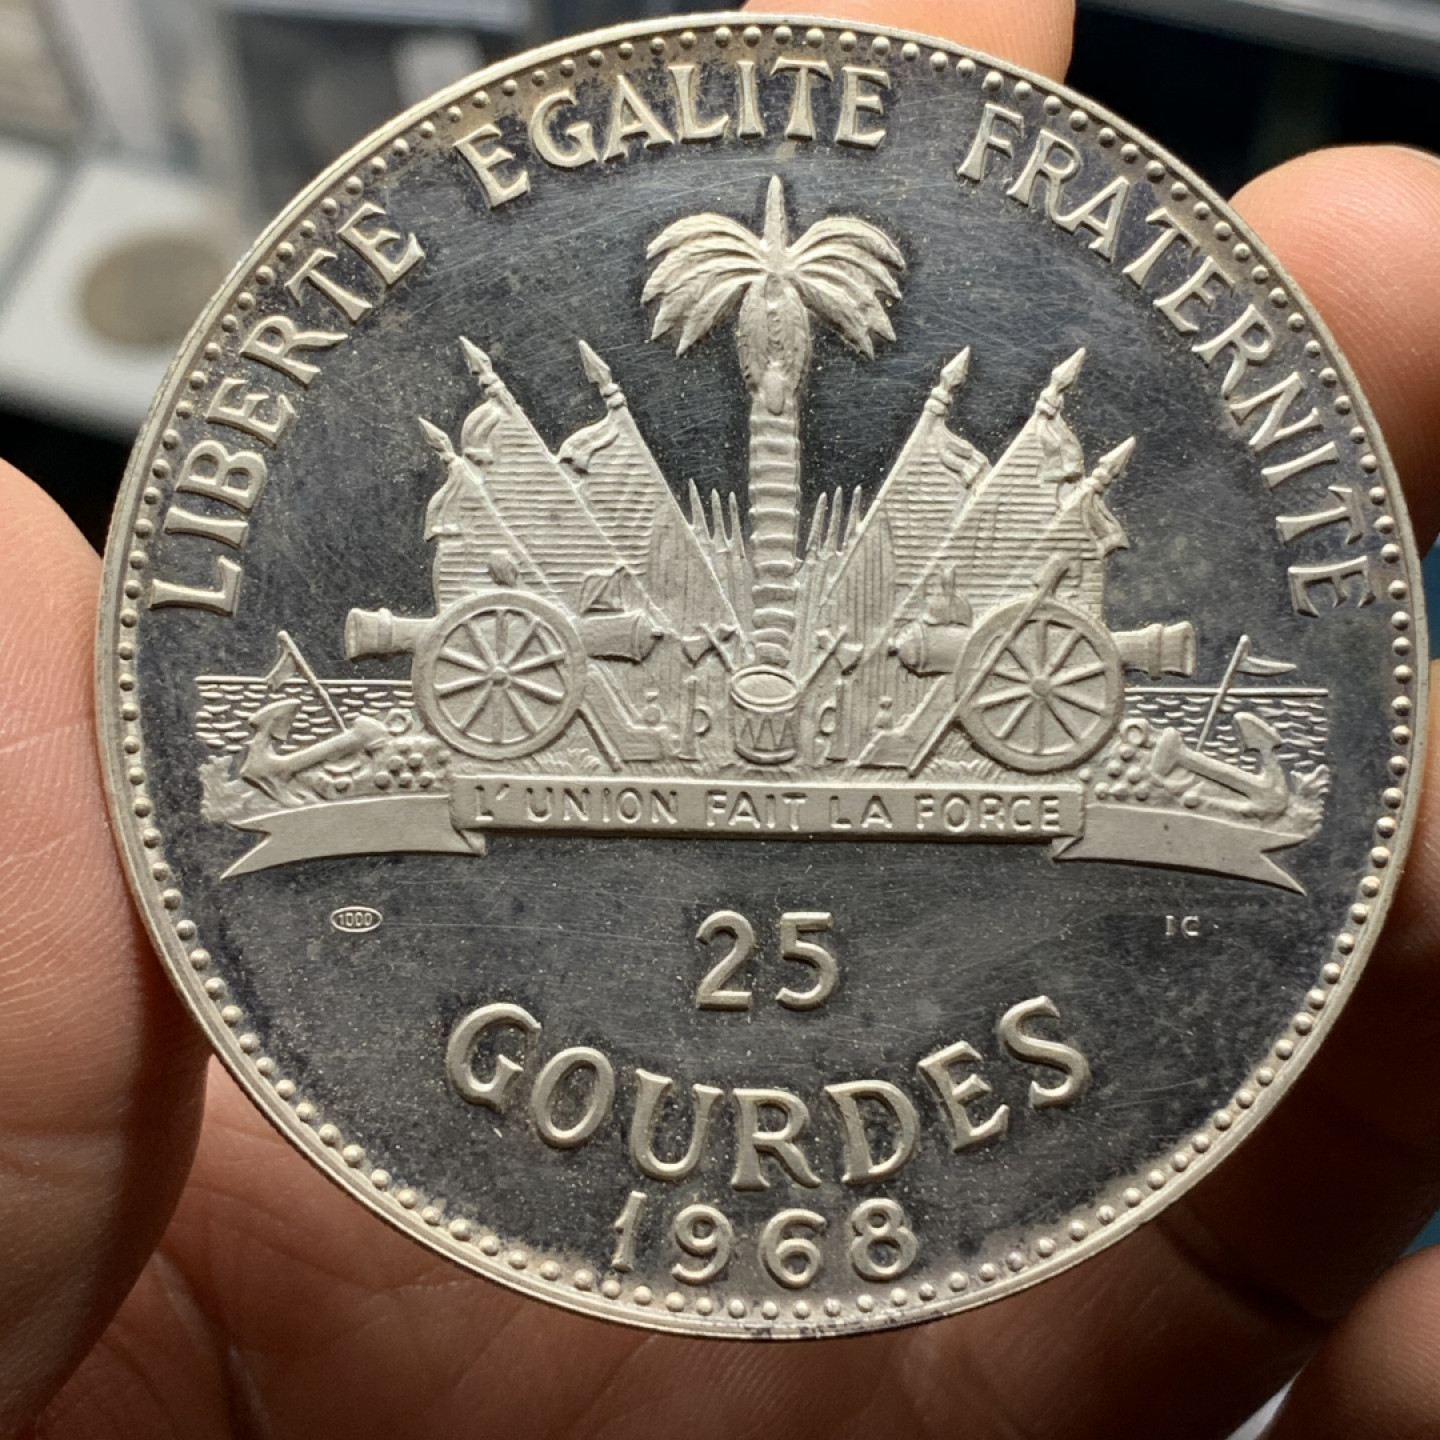 LIBERTE EGALITE FRATERNITE
L' UNION FAIT LA FORCE
1000
IC
25
GOURDES
1968